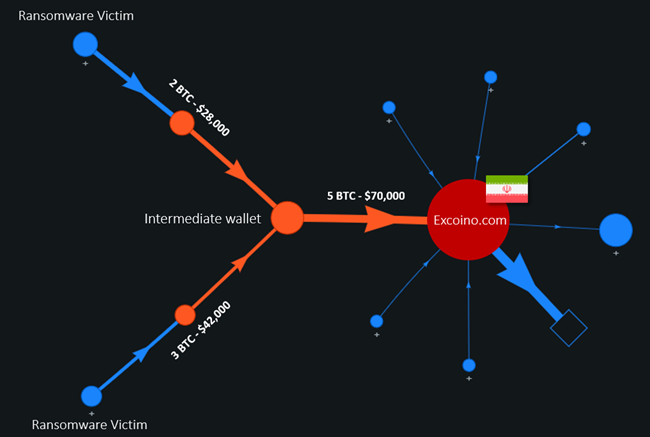 Ransomware Victim
2 BTC - $28,000
Intermediate wallet
5 BTC - $70,000
Excoino.com
3 BTC - $42,000
Ransomware Victim